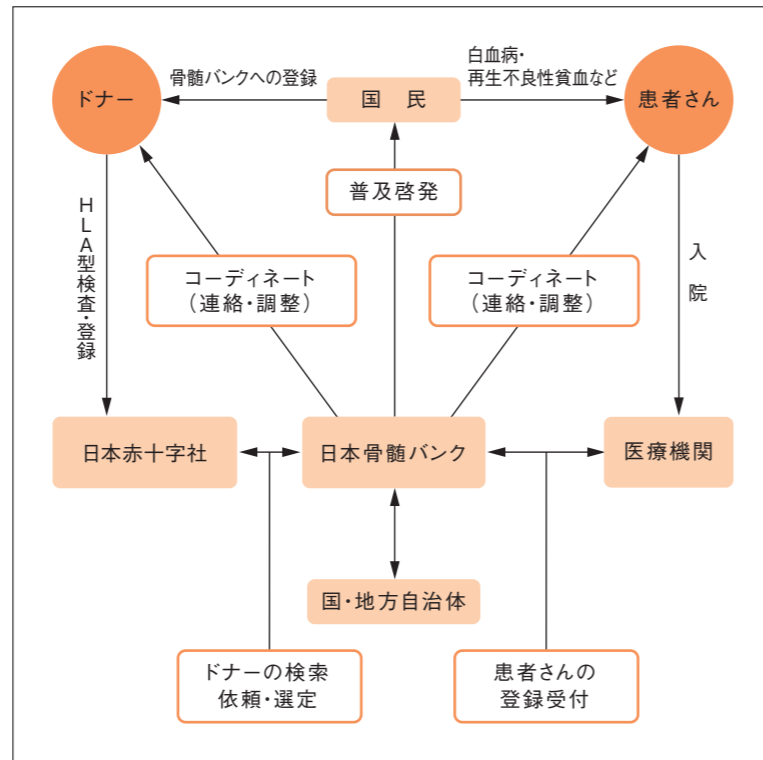 白血病・
骨髄バンクへの登録
再生不良性貧血など
ドナー
国 民
患者さん
普及啓発
HLA型検査・登録
コーディネート
(連絡・調整)
コーディネート
(連絡・調整)
入 院
日本赤十字社
日本骨髄バンク
医療機関
国・地方自治体
ドナーの検索
依頼・選定
患者さんの
登録受付